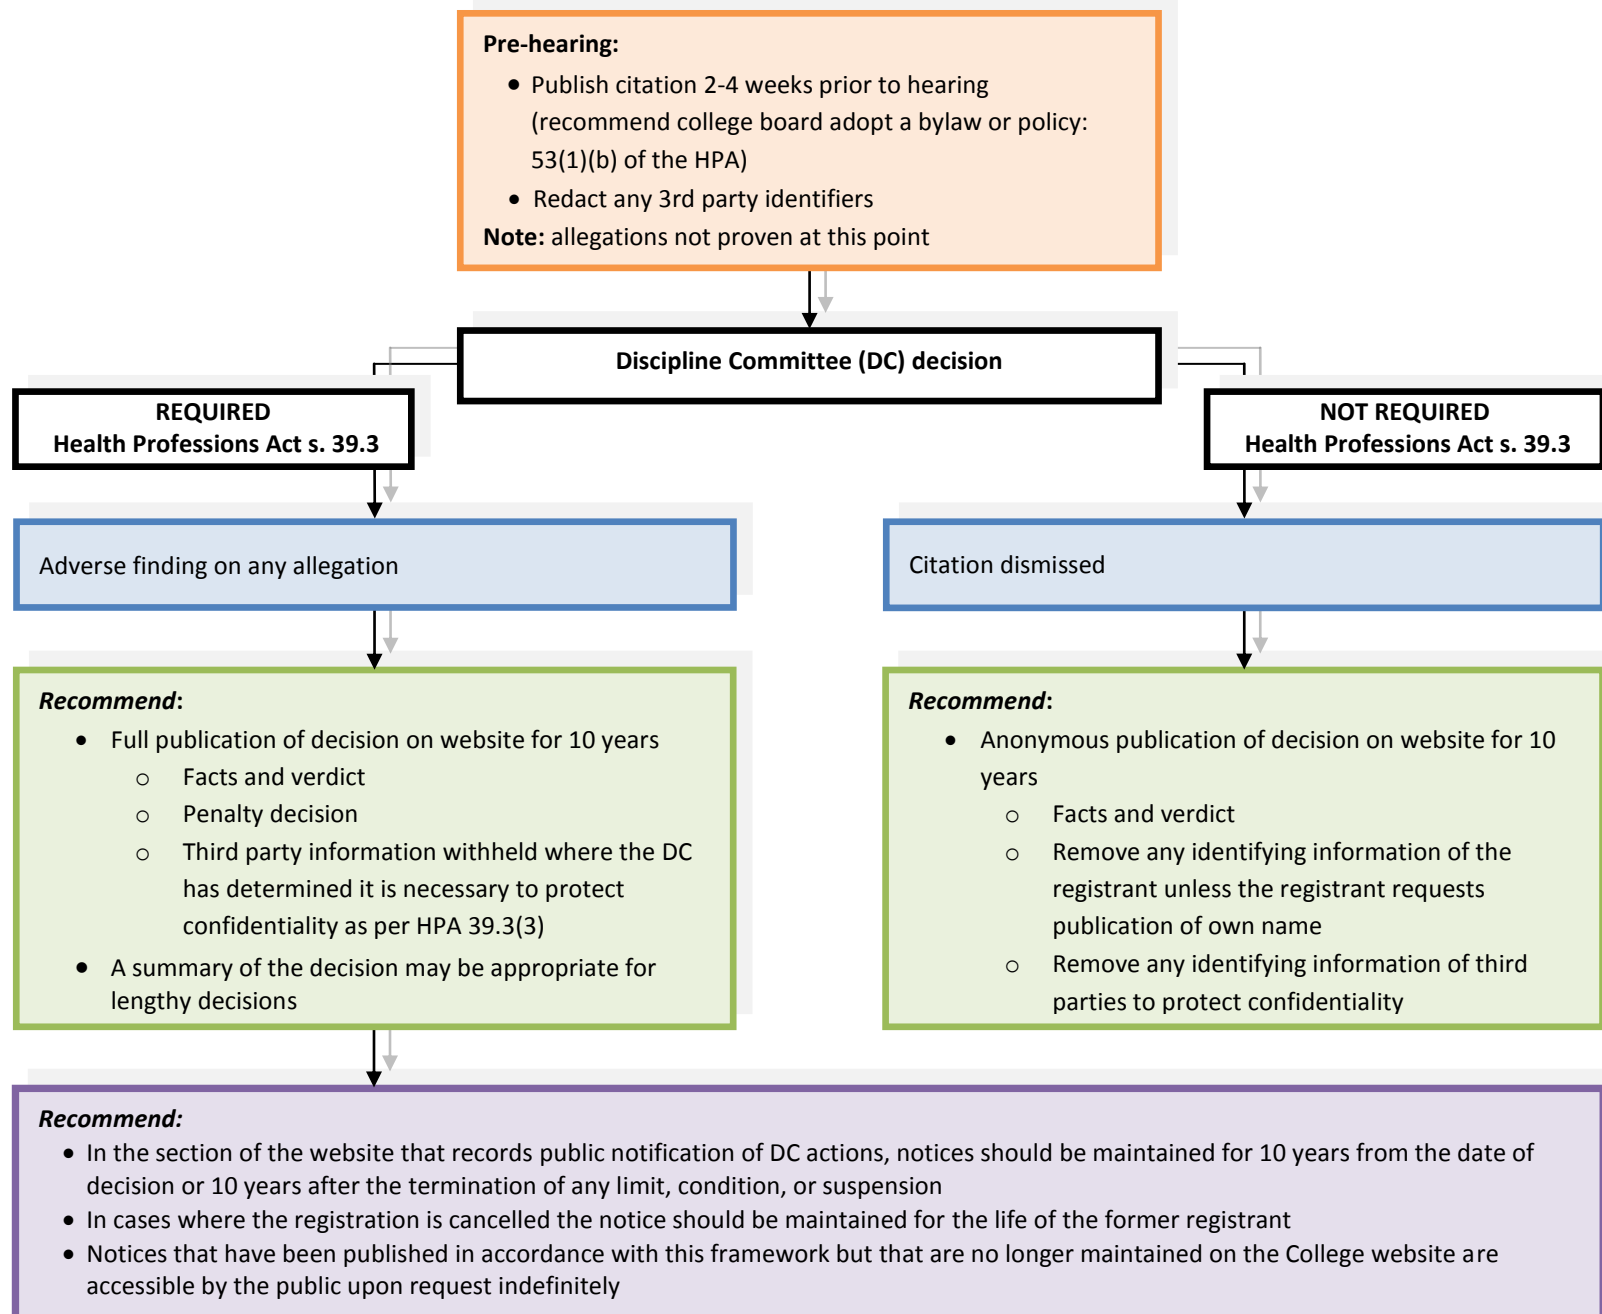 Pre-hearing:
• Publish citation 2-4 weeks prior to hearing
(recommend college board adopt a bylaw or policy:
53(1)(b) of the HPA)
• Redact any 3rd party identifiers
Note: allegations not proven at this point
Discipline Committee (DC) decision
REQUIRED
Health Professions Act s. 39.3
NOT REQUIRED
Health Professions Act s. 39.3
Adverse finding on any allegation
Citation dismissed
Recommend:
• Full publication of decision on website for 10 years
o Facts and verdict
o Penalty decision
o Third party information withheld where the DC
has determined it is necessary to protect
confidentiality as per HPA 39.3(3)
• A summary of the decision may be appropriate for
lengthy decisions
Recommend:
• Anonymous publication of decision on website for 10
years
o Facts and verdict
o Remove any identifying information of the
registrant unless the registrant requests
publication of own name
o Remove any identifying information of third
parties to protect confidentiality
Recommend:
• In the section of the website that records public notification of DC actions, notices should be maintained for 10 years from the date of
decision or 10 years after the termination of any limit, condition, or suspension
• In cases where the registration is cancelled the notice should be maintained for the life of the former registrant
• Notices that have been published in accordance with this framework but that are no longer maintained on the College website are
accessible by the public upon request indefinitely